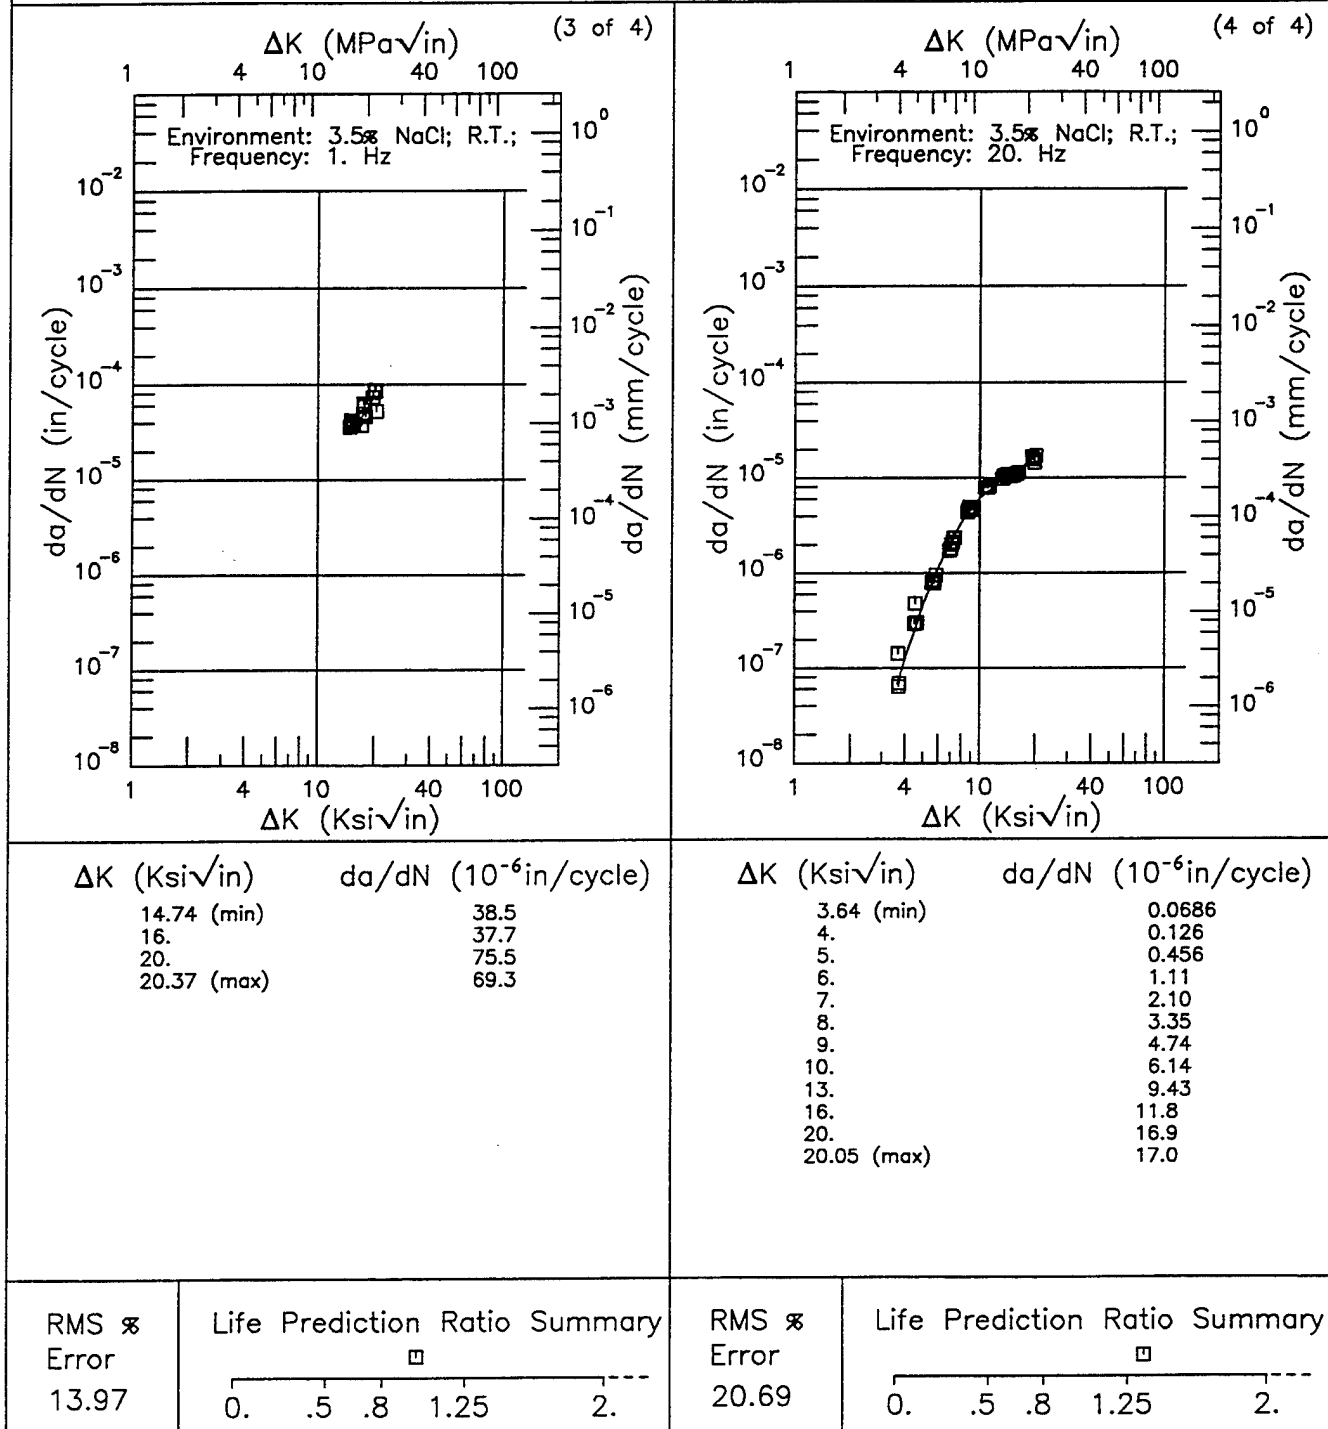 (3 of 4)
ΔK (MPa√in)
1 4 10 40 100
Environment: 3.5% NaCl; R.T.;
Frequency: 1. Hz
10⁻²
10⁻³
10⁻⁴
10⁻⁵
10⁻⁶
10⁻⁷
10⁻⁸
da/dN (in/cycle)
10⁰
10⁻¹
10⁻²
10⁻³
10⁻⁴
10⁻⁵
10⁻⁶
da/dN (mm/cycle)
1 4 10 40 100
ΔK (Ksi√in)
ΔK (Ksi√in) da/dN (10⁻⁶in/cycle)
14.74 (min) 38.5
16. 37.7
20. 75.5
20.37 (max) 69.3
RMS %
Error
13.97
Life Prediction Ratio Summary
0. .5 .8 1.25 2.
(4 of 4)
ΔK (MPa√in)
1 4 10 40 100
Environment: 3.5% NaCl; R.T.;
Frequency: 20. Hz
10⁻²
10⁻³
10⁻⁴
10⁻⁵
10⁻⁶
10⁻⁷
10⁻⁸
da/dN (in/cycle)
10⁰
10⁻¹
10⁻²
10⁻³
10⁻⁴
10⁻⁵
10⁻⁶
da/dN (mm/cycle)
1 4 10 40 100
ΔK (Ksi√in)
ΔK (Ksi√in) da/dN (10⁻⁶in/cycle)
3.64 (min) 0.0686
4. 0.126
5. 0.456
6. 1.11
7. 2.10
8. 3.35
9. 4.74
10. 6.14
13. 9.43
16. 11.8
20. 16.9
20.05 (max) 17.0
RMS %
Error
20.69
Life Prediction Ratio Summary
0. .5 .8 1.25 2.